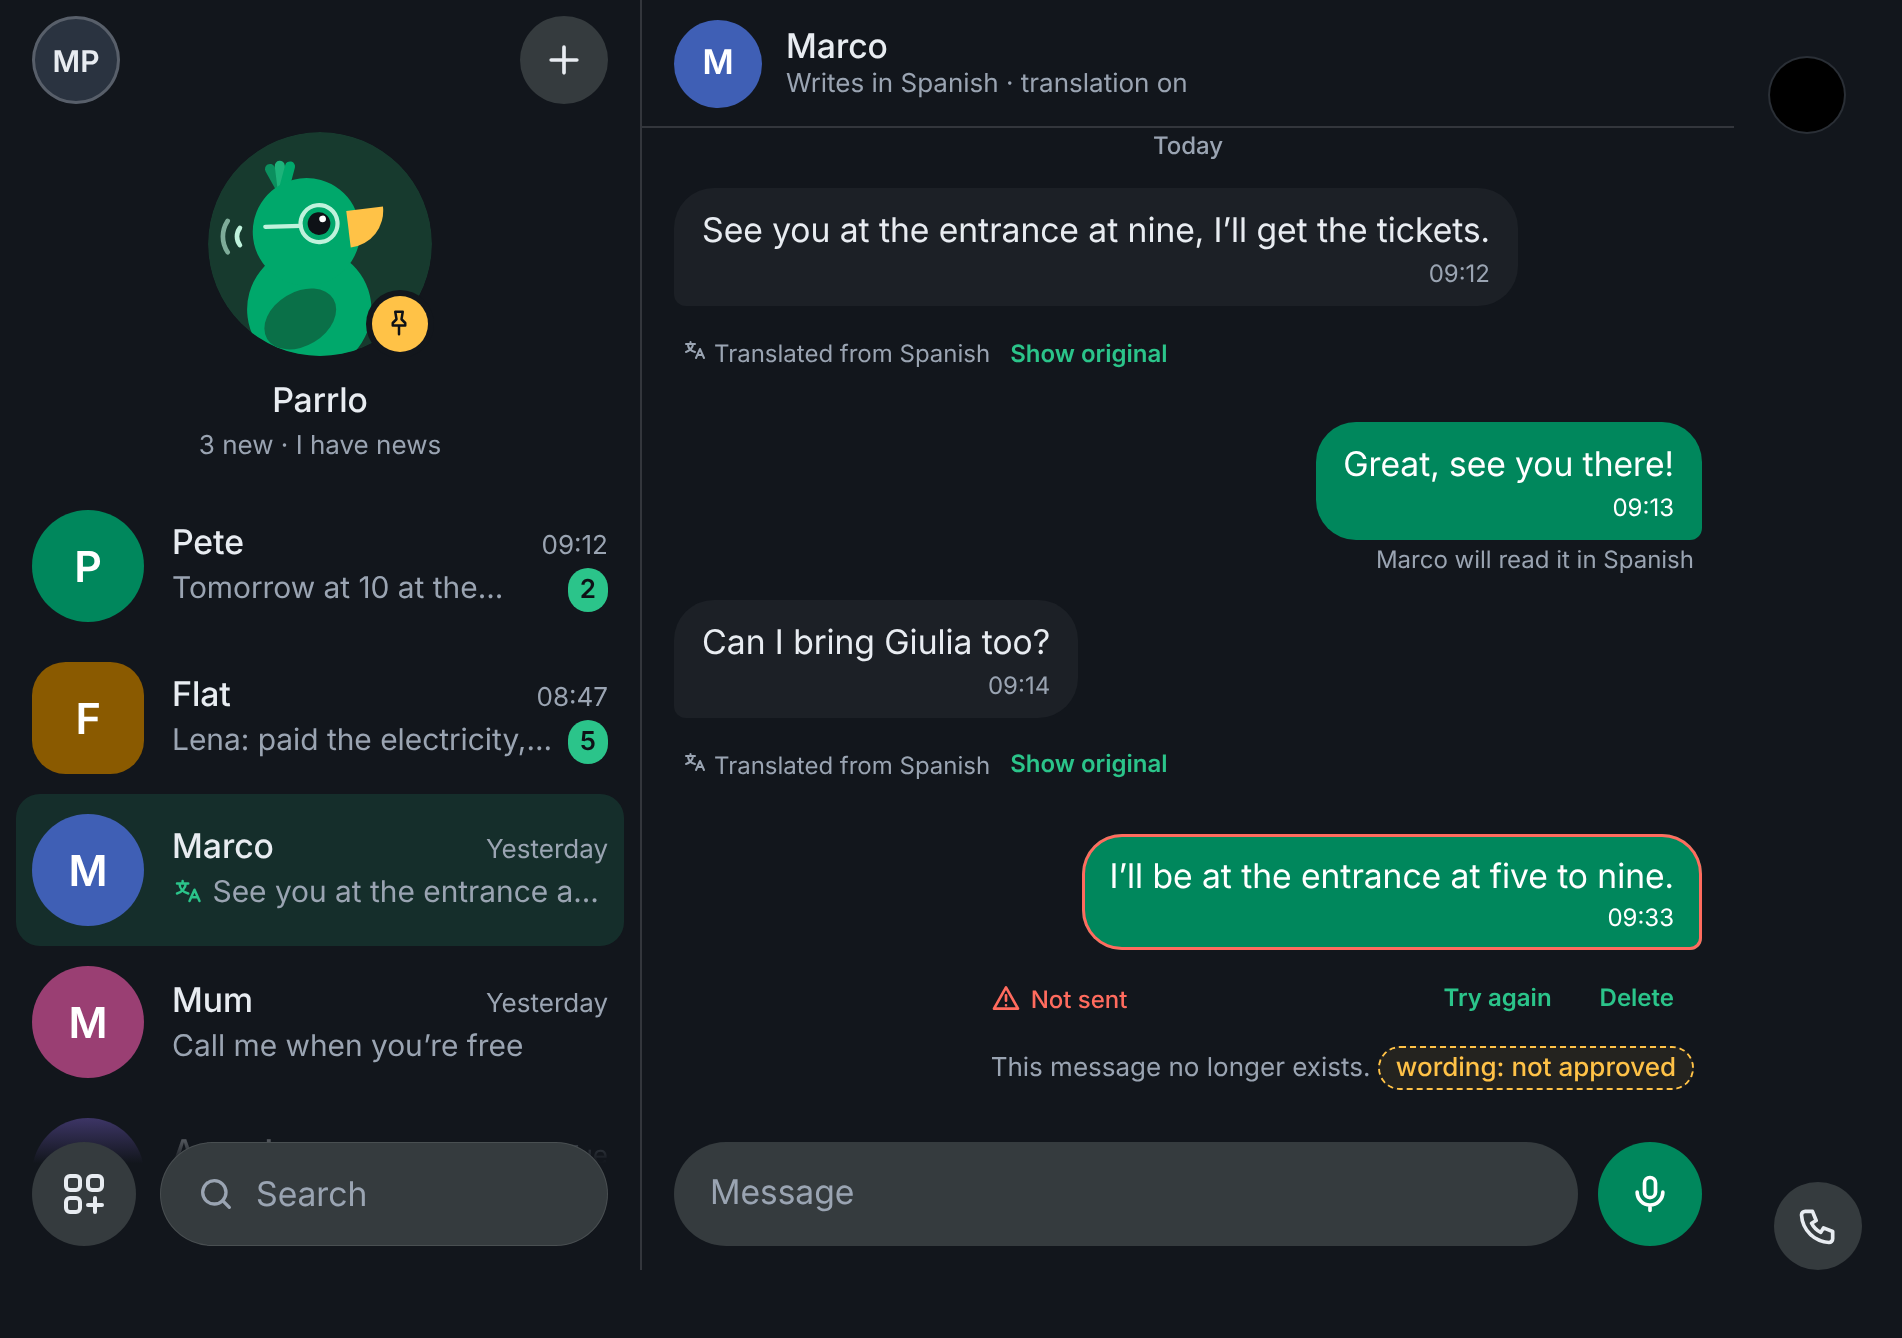 MP
Parrlo
3 new · I have news
P
Pete
09:12
Tomorrow at 10 at the...
2
F
Flat
08:47
Lena: paid the electricity,...
5
M
Marco
Yesterday
See you at the entrance a...
M
Mum
Yesterday
Call me when you’re free
Search
M
Marco
Writes in Spanish · translation on
Today
See you at the entrance at nine, I’ll get the tickets.
09:12
Translated from Spanish Show original
Great, see you there!
09:13
Marco will read it in Spanish
Can I bring Giulia too?
09:14
Translated from Spanish Show original
I’ll be at the entrance at five to nine.
09:33
Not sent Try again Delete
This message no longer exists. wording: not approved
Message